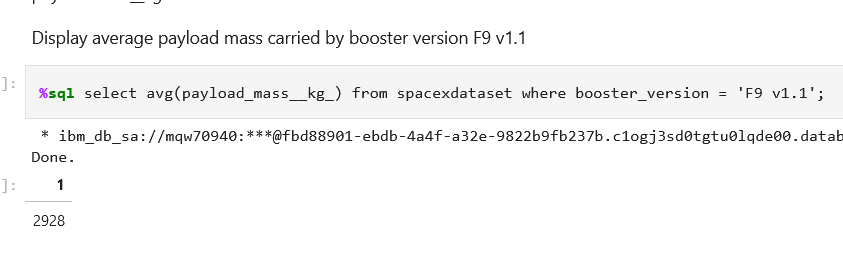 Display average payload mass carried by booster version F9 v1.1
]: %sql select avg(payload_mass__kg_) from spacexdataset where booster_version = 'F9 v1.1';
* ibm_db_sa://mqw70940:***@fbd88901-ebdb-4a4f-a32e-9822b9fb237b.c1ogj3sd0tgtu0lqde00.datab
Done.
]: 1
2928